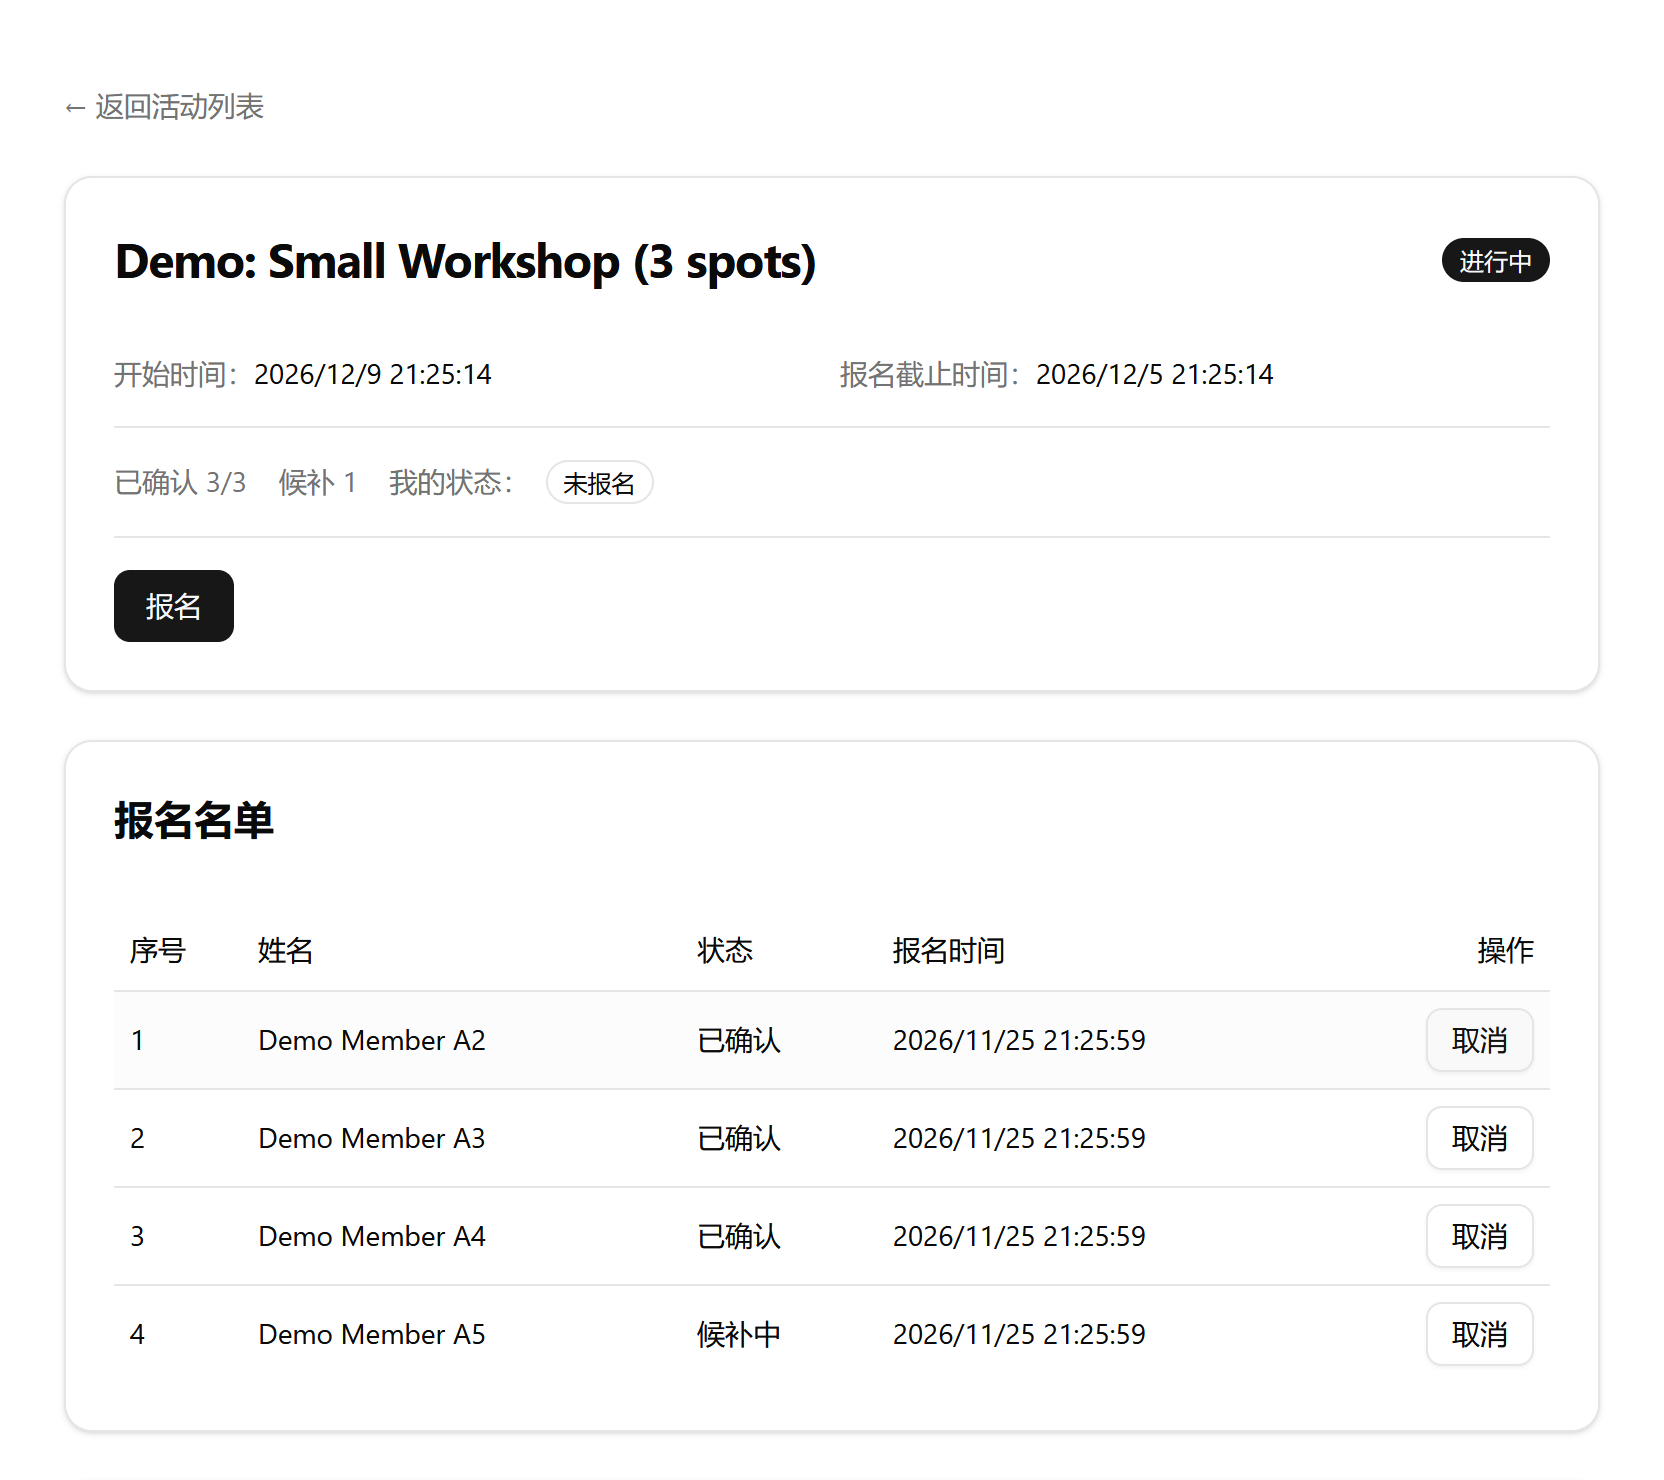 ← 返回活动列表
Demo: Small Workshop (3 spots) 进行中
开始时间：2026/12/9 21:25:14 报名截止时间：2026/12/5 21:25:14
已确认 3/3 候补 1 我的状态： 未报名
报名
报名名单
序号 姓名 状态 报名时间 操作
1 Demo Member A2 已确认 2026/11/25 21:25:59 取消
2 Demo Member A3 已确认 2026/11/25 21:25:59 取消
3 Demo Member A4 已确认 2026/11/25 21:25:59 取消
4 Demo Member A5 候补中 2026/11/25 21:25:59 取消